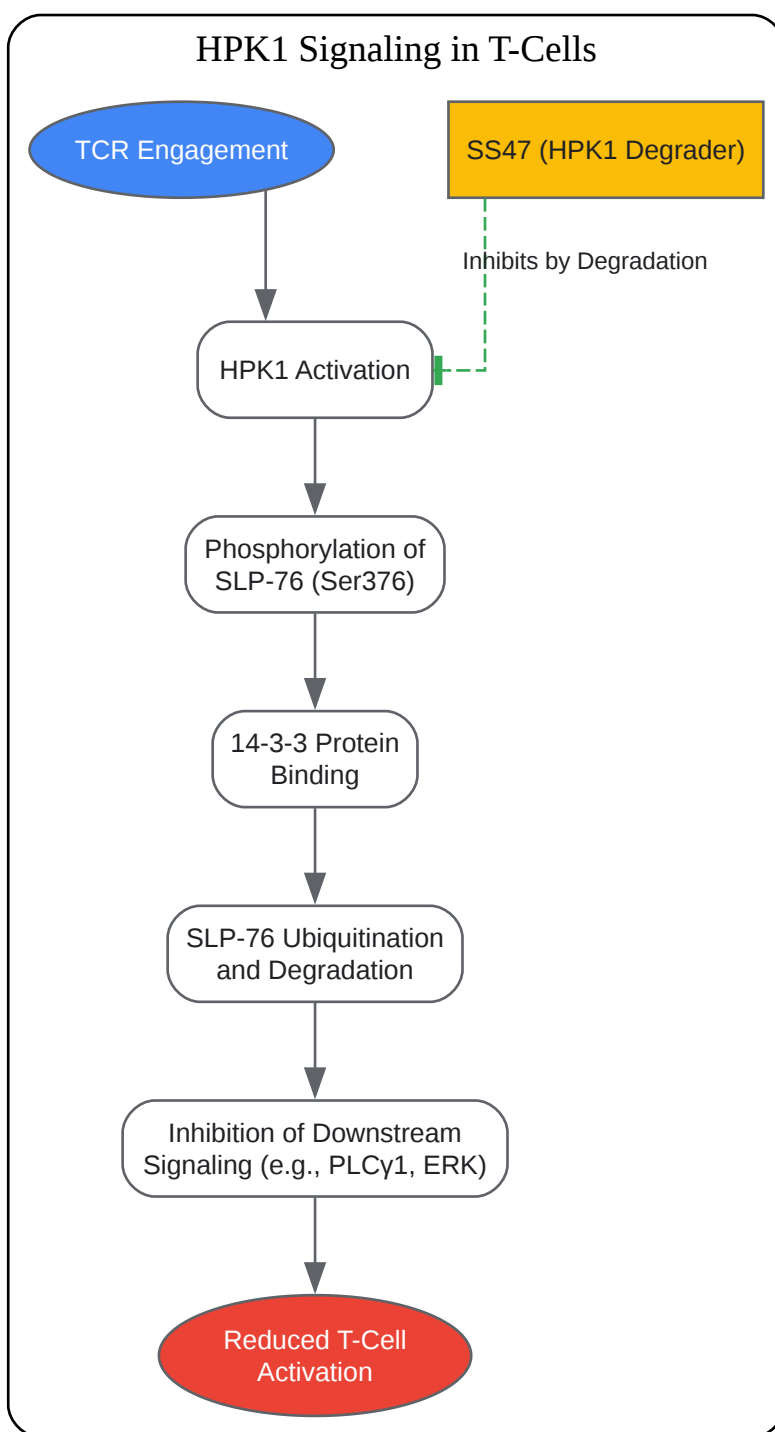 HPK1 Signaling in T-Cells
TCR Engagement
SS47 (HPK1 Degrader)
Inhibits by Degradation
HPK1 Activation
Phosphorylation of
SLP-76 (Ser376)
14-3-3 Protein
Binding
SLP-76 Ubiquitination
and Degradation
Inhibition of Downstream
Signaling (e.g., PLCγ1, ERK)
Reduced T-Cell
Activation